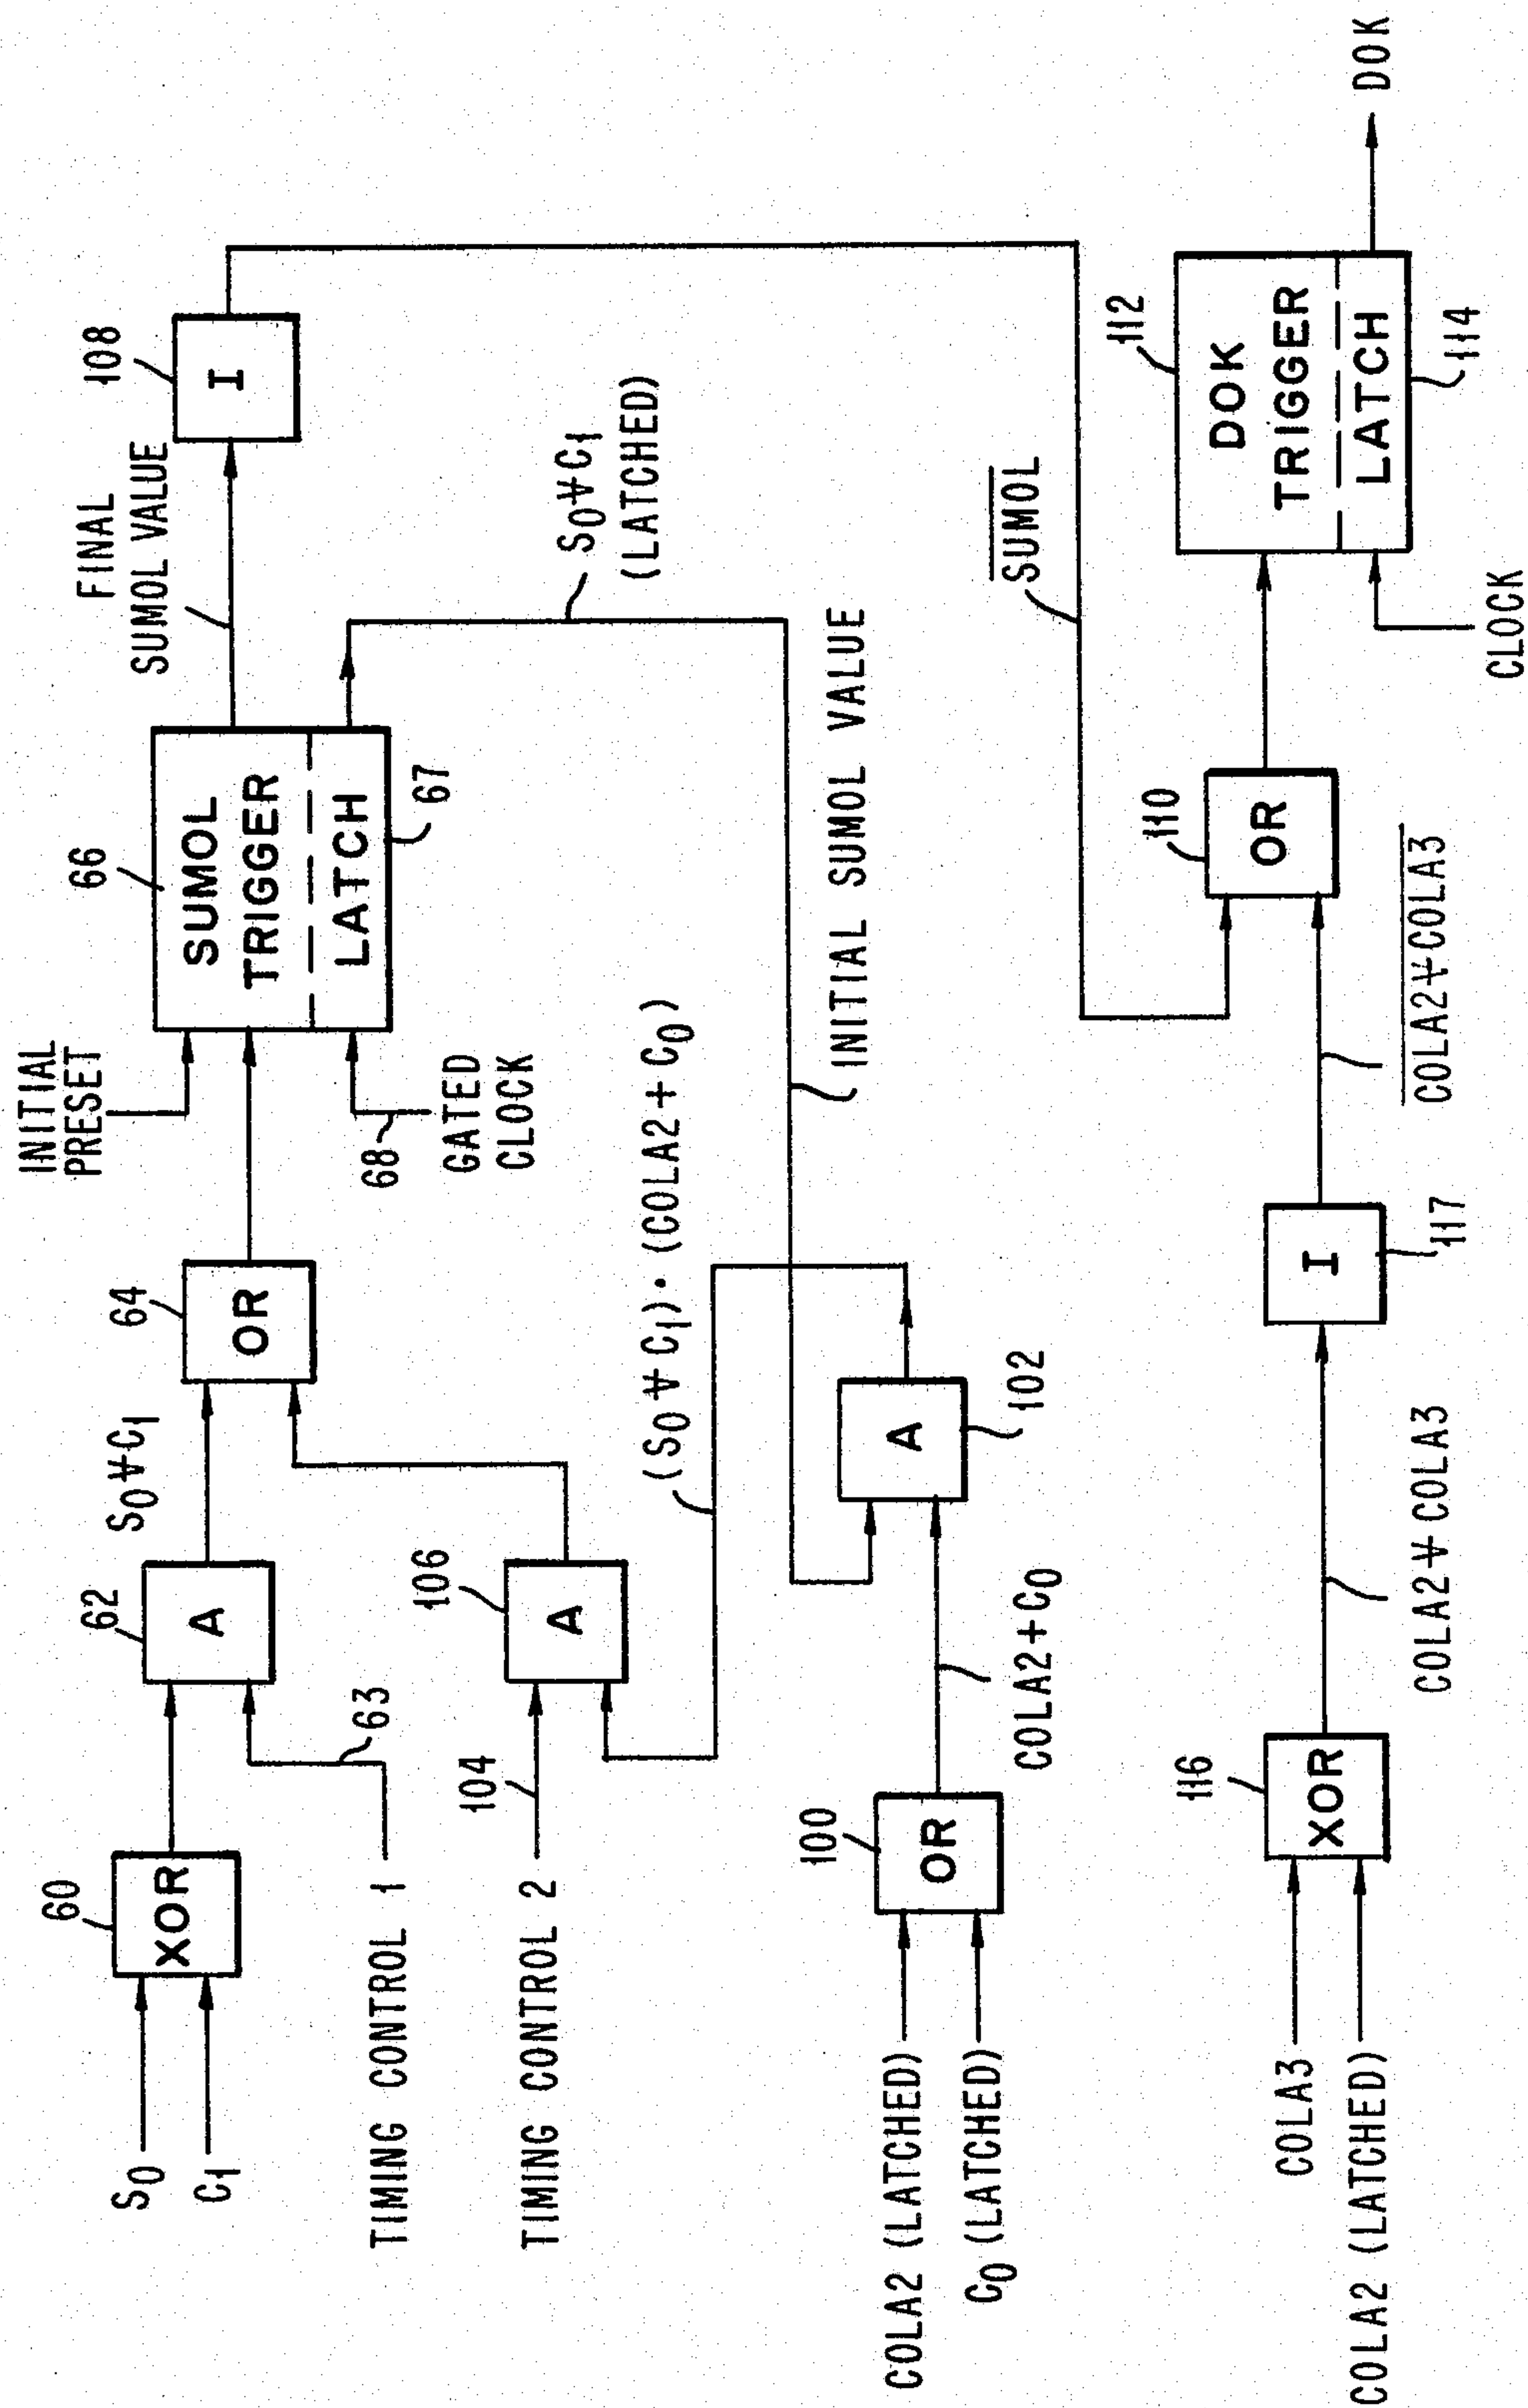 60
XOR
S0
C1
62
A
S0⊻C1
63
TIMING CONTROL 1
64
OR
INITIAL
PRESET
66
SUMOL
TRIGGER
LATCH
67
68
GATED
CLOCK
FINAL
SUMOL VALUE
108
I
S0⊻C1
(LATCHED)
104
TIMING CONTROL 2
106
A
(S0⊻C1)·(COLA2+C0)
INITIAL SUMOL VALUE
100
OR
COLA2 (LATCHED)
C0 (LATCHED)
COLA2+C0
A
102
SUMOL
116
XOR
COLA3
COLA2 (LATCHED)
COLA2⊻COLA3
I
117
COLA2⊻COLA3
110
OR
112
DOK
TRIGGER
LATCH
114
CLOCK
DOK